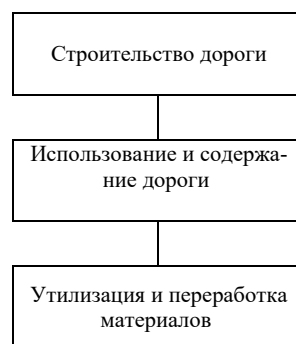 Строительство дороги
Использование и содержа-
ние дороги
Утилизация и переработка
материалов